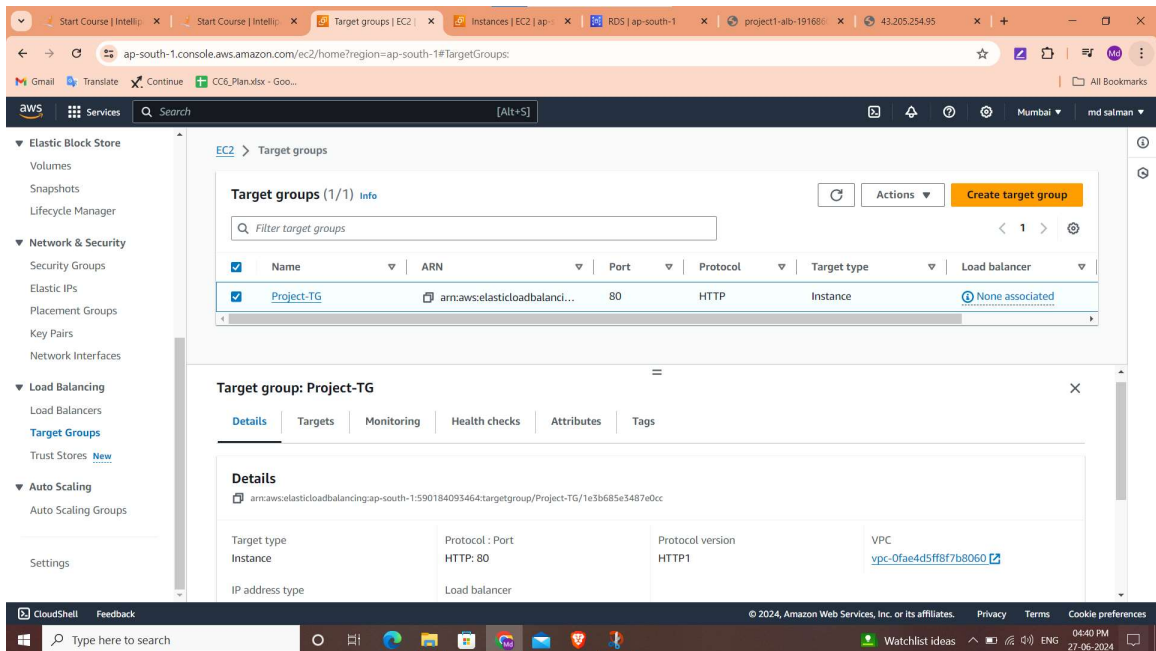 Start Course | Intellip
Start Course | Intellip
Target groups | EC2 |
Instances | EC2 | ap-s
RDS | ap-south-1
project1-alb-191686
43.205.254.95
ap-south-1.console.aws.amazon.com/ec2/home?region=ap-south-1#TargetGroups:
Md
Gmail
Translate
Continue
CC6_Plan.xlsx - Goo...
All Bookmarks
aws
Services
Search
[Alt+S]
Mumbai
md salman
Elastic Block Store
Volumes
Snapshots
Lifecycle Manager
Network & Security
Security Groups
Elastic IPs
Placement Groups
Key Pairs
Network Interfaces
Load Balancing
Load Balancers
Target Groups
Trust Stores New
Auto Scaling
Auto Scaling Groups
Settings
EC2 > Target groups
Target groups (1/1) Info
Actions
Create target group
Filter target groups
1
Name ARN Port Protocol Target type Load balancer
Project-TG arn:aws:elasticloadbalanci... 80 HTTP Instance None associated
Target group: Project-TG
Details Targets Monitoring Health checks Attributes Tags
Details
arn:aws:elasticloadbalancing:ap-south-1:590184093464:targetgroup/Project-TG/1e3b685e3487e0cc
Target type Protocol : Port Protocol version VPC
Instance HTTP: 80 HTTP1 vpc-0fae4d5ff8f7b8060
IP address type Load balancer
CloudShell Feedback © 2024, Amazon Web Services, Inc. or its affiliates. Privacy Terms Cookie preferences
Type here to search
Watchlist ideas
ENG
04:40 PM
27-06-2024